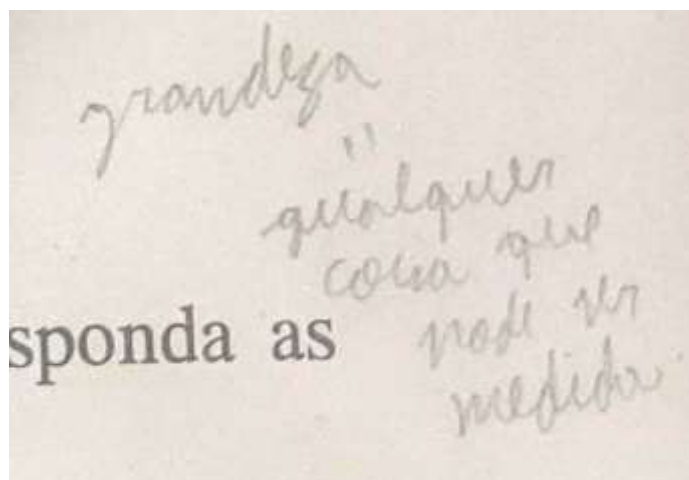 grandeza
"
qualquer
coisa que
pode ser
medida.
sponda as